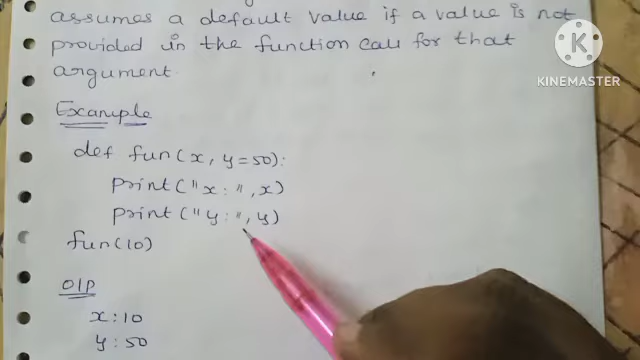 assumes a default value if a value is not
provided in the function call for that
argument.
K
KINEMASTER
Example
def fun(x, y=50):
print("x:", x)
print("y:", y)
fun(10)
O/P
x:10
y:50